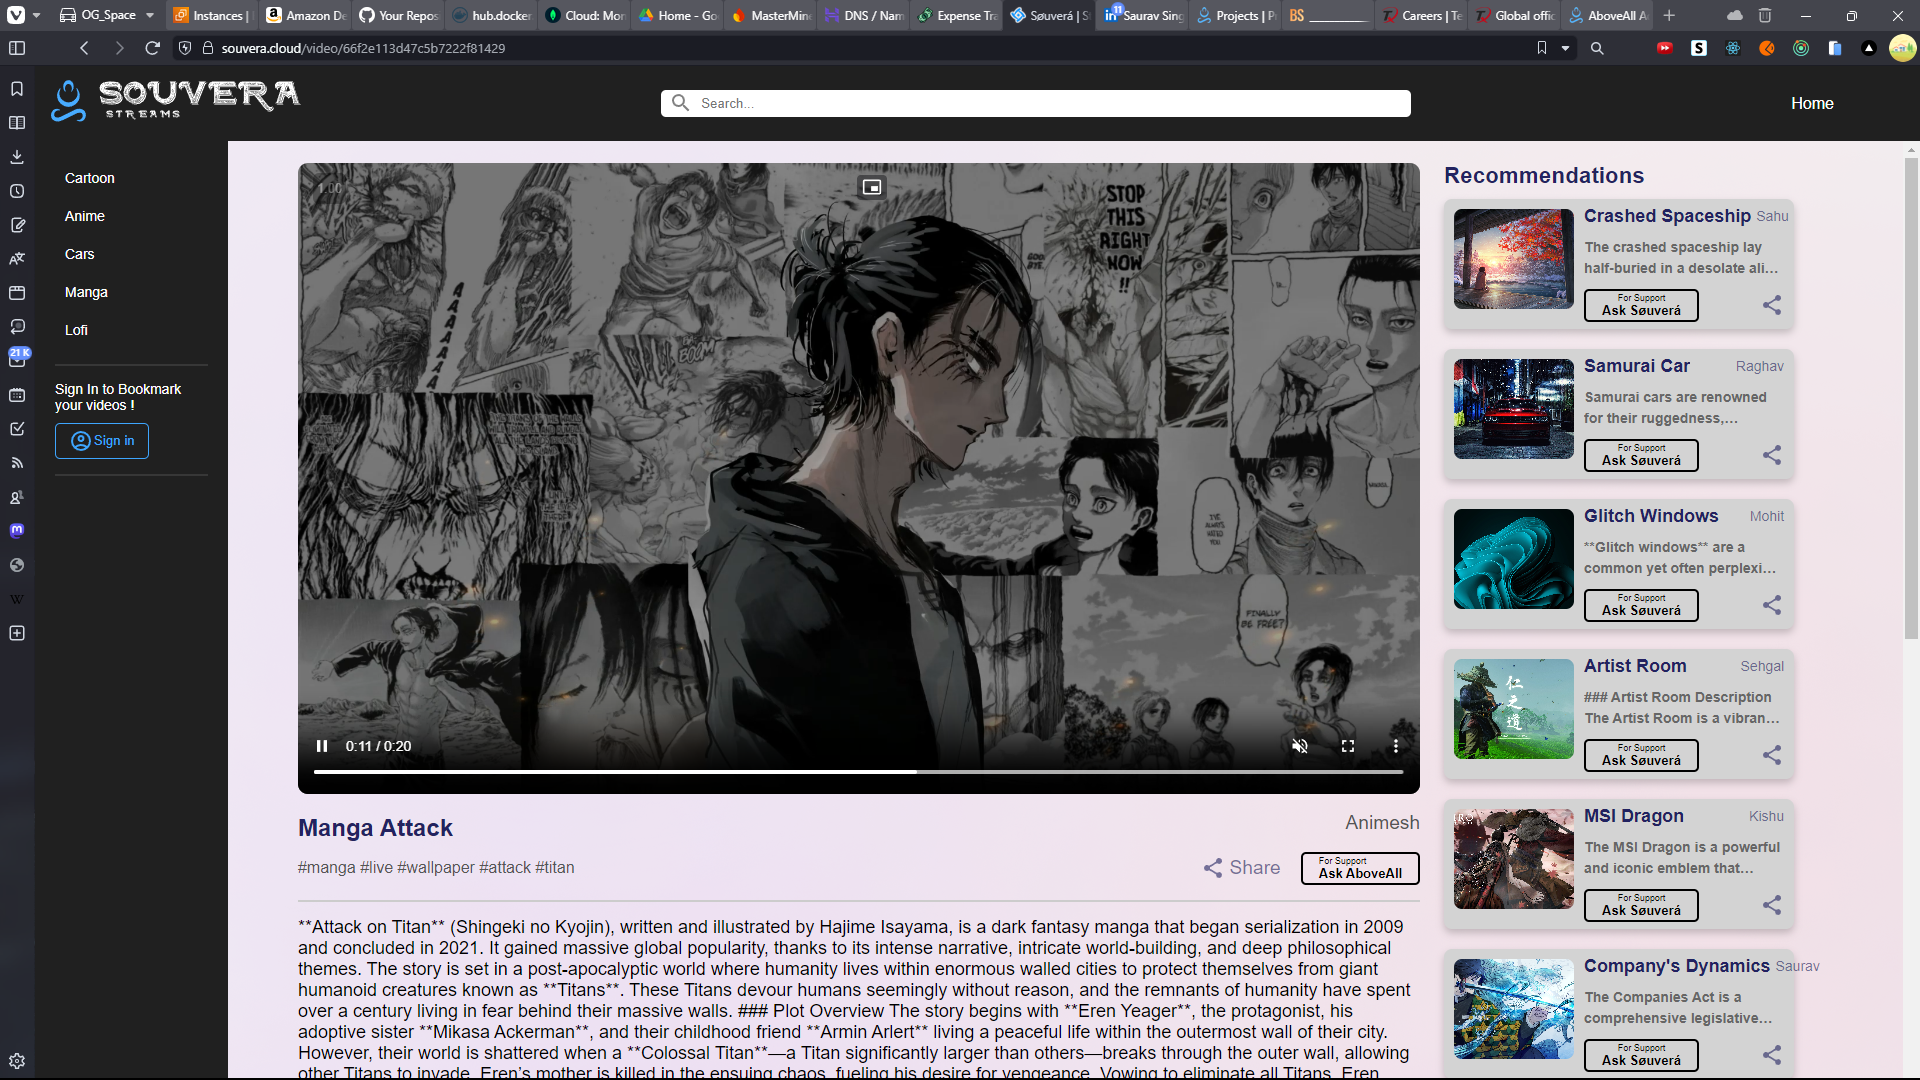 OG_Space
Instances |
Amazon De
Your Repos
hub.docker
Cloud: Mon
Home - Go
MasterMind
DNS / Nam
Expense Tra
Søuverá | S
Saurav Sing
Projects | P
Careers | Te
Global offic
AboveAll A
souvera.cloud/video/66f2e113d47c5b7222f81429
SOUVERA
STREAMS
Search...
Home
Cartoon
Anime
Cars
Manga
Lofi
21 K
Sign In to Bookmark
your videos !
Sign in
1.00
STOP
THIS
RIGHT
NOW
!!
BOOM
I'VE
ALWAYS
HATED
YOU
FINALLY
BE FREE?
0:11 / 0:20
Manga Attack
Animesh
#manga #live #wallpaper #attack #titan
Share
For Support
Ask AboveAll
**Attack on Titan** (Shingeki no Kyojin), written and illustrated by Hajime Isayama, is a dark fantasy manga that began serialization in 2009
and concluded in 2021. It gained massive global popularity, thanks to its intense narrative, intricate world-building, and deep philosophical
themes. The story is set in a post-apocalyptic world where humanity lives within enormous walled cities to protect themselves from giant
humanoid creatures known as **Titans**. These Titans devour humans seemingly without reason, and the remnants of humanity have spent
over a century living in fear behind their massive walls. ### Plot Overview The story begins with **Eren Yeager**, the protagonist, his
adoptive sister **Mikasa Ackerman**, and their childhood friend **Armin Arlert** living a peaceful life within the outermost wall of their city.
However, their world is shattered when a **Colossal Titan**—a Titan significantly larger than others—breaks through the outer wall, allowing
other Titans to invade. Eren's mother is killed in the ensuing chaos, fueling his desire for vengeance. Vowing to eliminate all Titans, Eren
Recommendations
Crashed Spaceship Sahu
The crashed spaceship lay
half-buried in a desolate ali...
For Support
Ask Søuverá
Samurai Car Raghav
Samurai cars are renowned
for their ruggedness,...
For Support
Ask Søuverá
Glitch Windows Mohit
**Glitch windows** are a
common yet often perplexi...
For Support
Ask Søuverá
Artist Room Sehgal
### Artist Room Description
The Artist Room is a vibran...
For Support
Ask Søuverá
仁之道
MSI Dragon Kishu
The MSI Dragon is a powerful
and iconic emblem that...
For Support
Ask Søuverá
Company's Dynamics Saurav
The Companies Act is a
comprehensive legislative...
For Support
Ask Søuverá